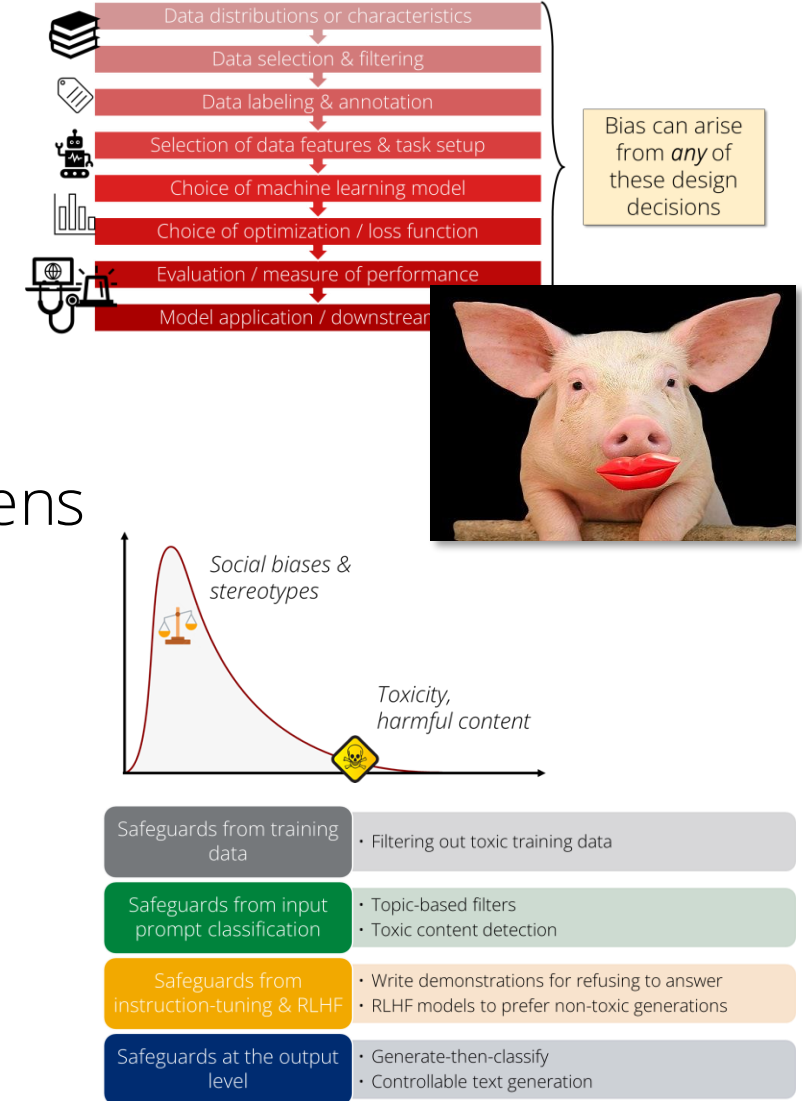 Data distributions or characteristics
Data selection & filtering
Data labeling & annotation
Selection of data features & task setup
Choice of machine learning model
Choice of optimization / loss function
Evaluation / measure of performance
Model application / downstream
Bias can arise
from any of
these design
decisions
ens
Social biases &
stereotypes
Toxicity,
harmful content
Safeguards from training
data
• Filtering out toxic training data
Safeguards from input
prompt classification
• Topic-based filters
• Toxic content detection
Safeguards from
instruction-tuning & RLHF
• Write demonstrations for refusing to answer
• RLHF models to prefer non-toxic generations
Safeguards at the output
level
• Generate-then-classify
• Controllable text generation